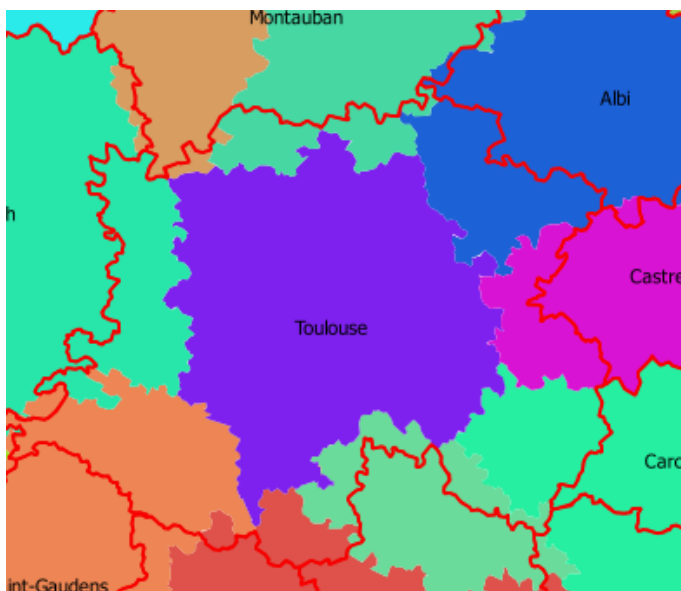 Montauban
Albi
h
Castre
Toulouse
Carc
int-Gaudens